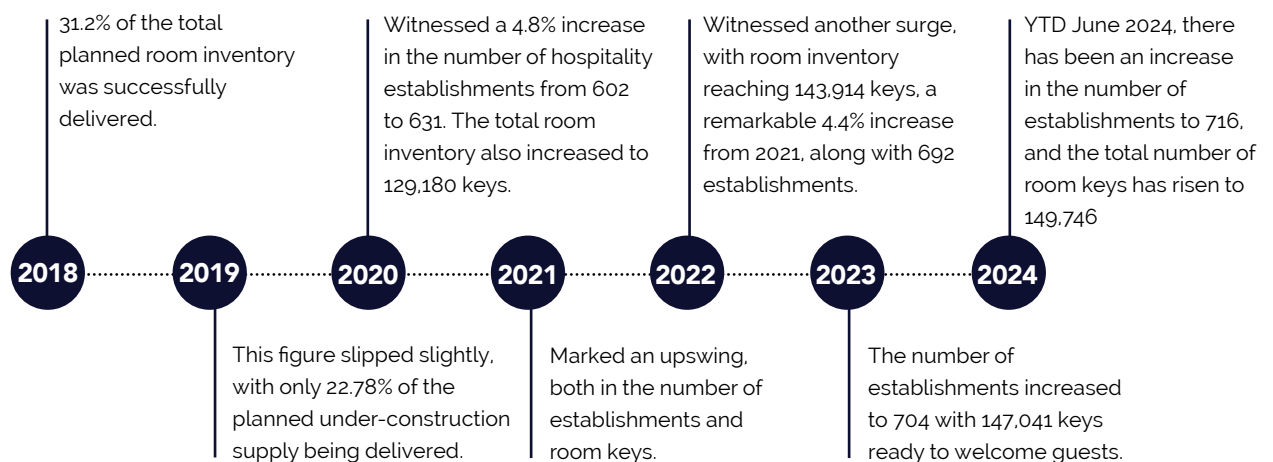 31.2% of the total
planned room inventory
was successfully
delivered.
Witnessed a 4.8% increase
in the number of hospitality
establishments from 602
to 631. The total room
inventory also increased to
129,180 keys.
Witnessed another surge,
with room inventory
reaching 143,914 keys, a
remarkable 4.4% increase
from 2021, along with 692
establishments.
YTD June 2024, there
has been an increase
in the number of
establishments to 716,
and the total number of
room keys has risen to
149,746
2018
2019
2020
2021
2022
2023
2024
This figure slipped slightly,
with only 22.78% of the
planned under-construction
supply being delivered.
Marked an upswing,
both in the number of
establishments and
room keys.
The number of
establishments increased
to 704 with 147,041 keys
ready to welcome guests.